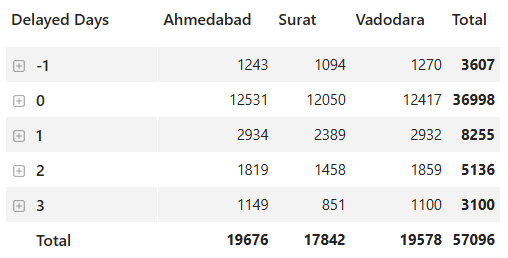 Delayed Days Ahmedabad Surat Vadodara Total
-1 1243 1094 1270 3607
0 12531 12050 12417 36998
1 2934 2389 2932 8255
2 1819 1458 1859 5136
3 1149 851 1100 3100
Total 19676 17842 19578 57096